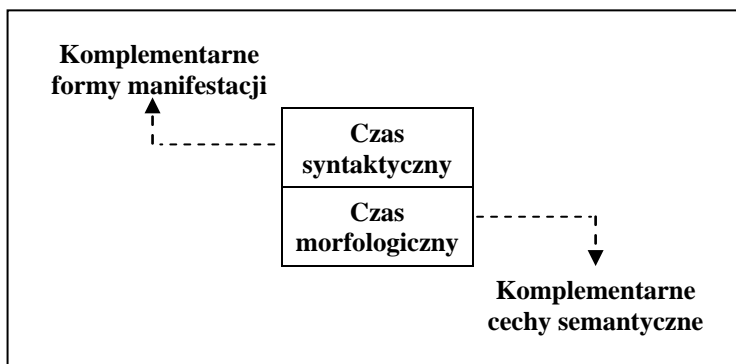 Komplementarne
formy manifestacji
Czas
syntaktyczny
Czas
morfologiczny
Komplementarne
cechy semantyczne